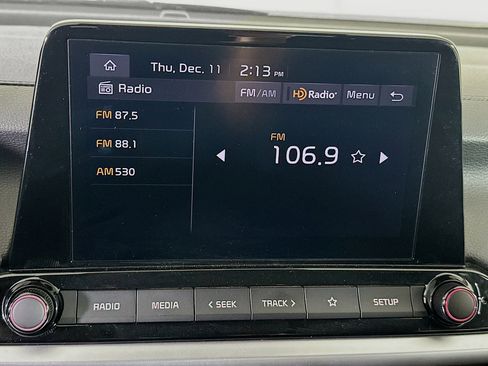 Thu, Dec. 11 2:13 PM
Radio FM/AM HD Radio® Menu
FM 87.5
FM 88.1
AM 530
FM
106.9
RADIO MEDIA < SEEK TRACK > SETUP